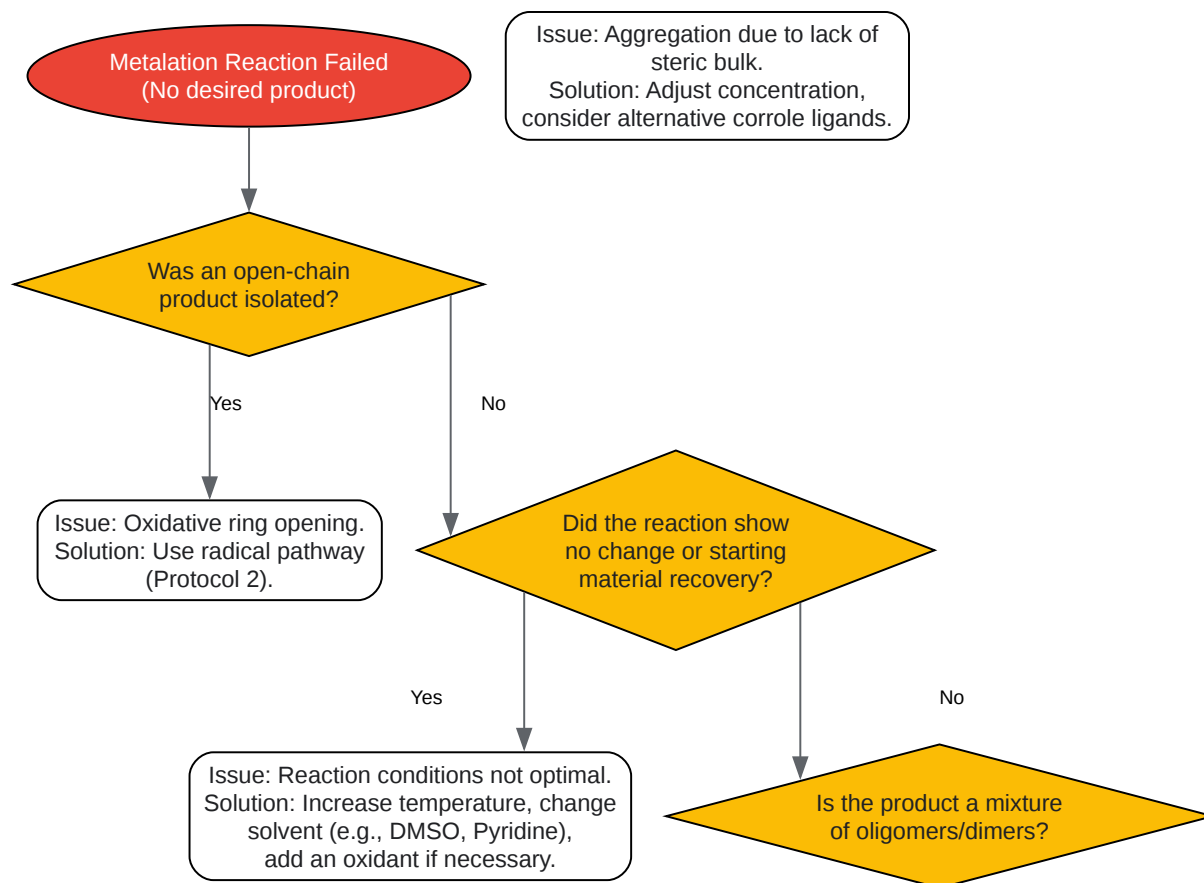 Metalation Reaction Failed
(No desired product)
Issue: Aggregation due to lack of
steric bulk.
Solution: Adjust concentration,
consider alternative corrole ligands.
Was an open-chain
product isolated?
Yes
No
Issue: Oxidative ring opening.
Solution: Use radical pathway
(Protocol 2).
Did the reaction show
no change or starting
material recovery?
Yes
No
Issue: Reaction conditions not optimal.
Solution: Increase temperature, change
solvent (e.g., DMSO, Pyridine),
add an oxidant if necessary.
Is the product a mixture
of oligomers/dimers?